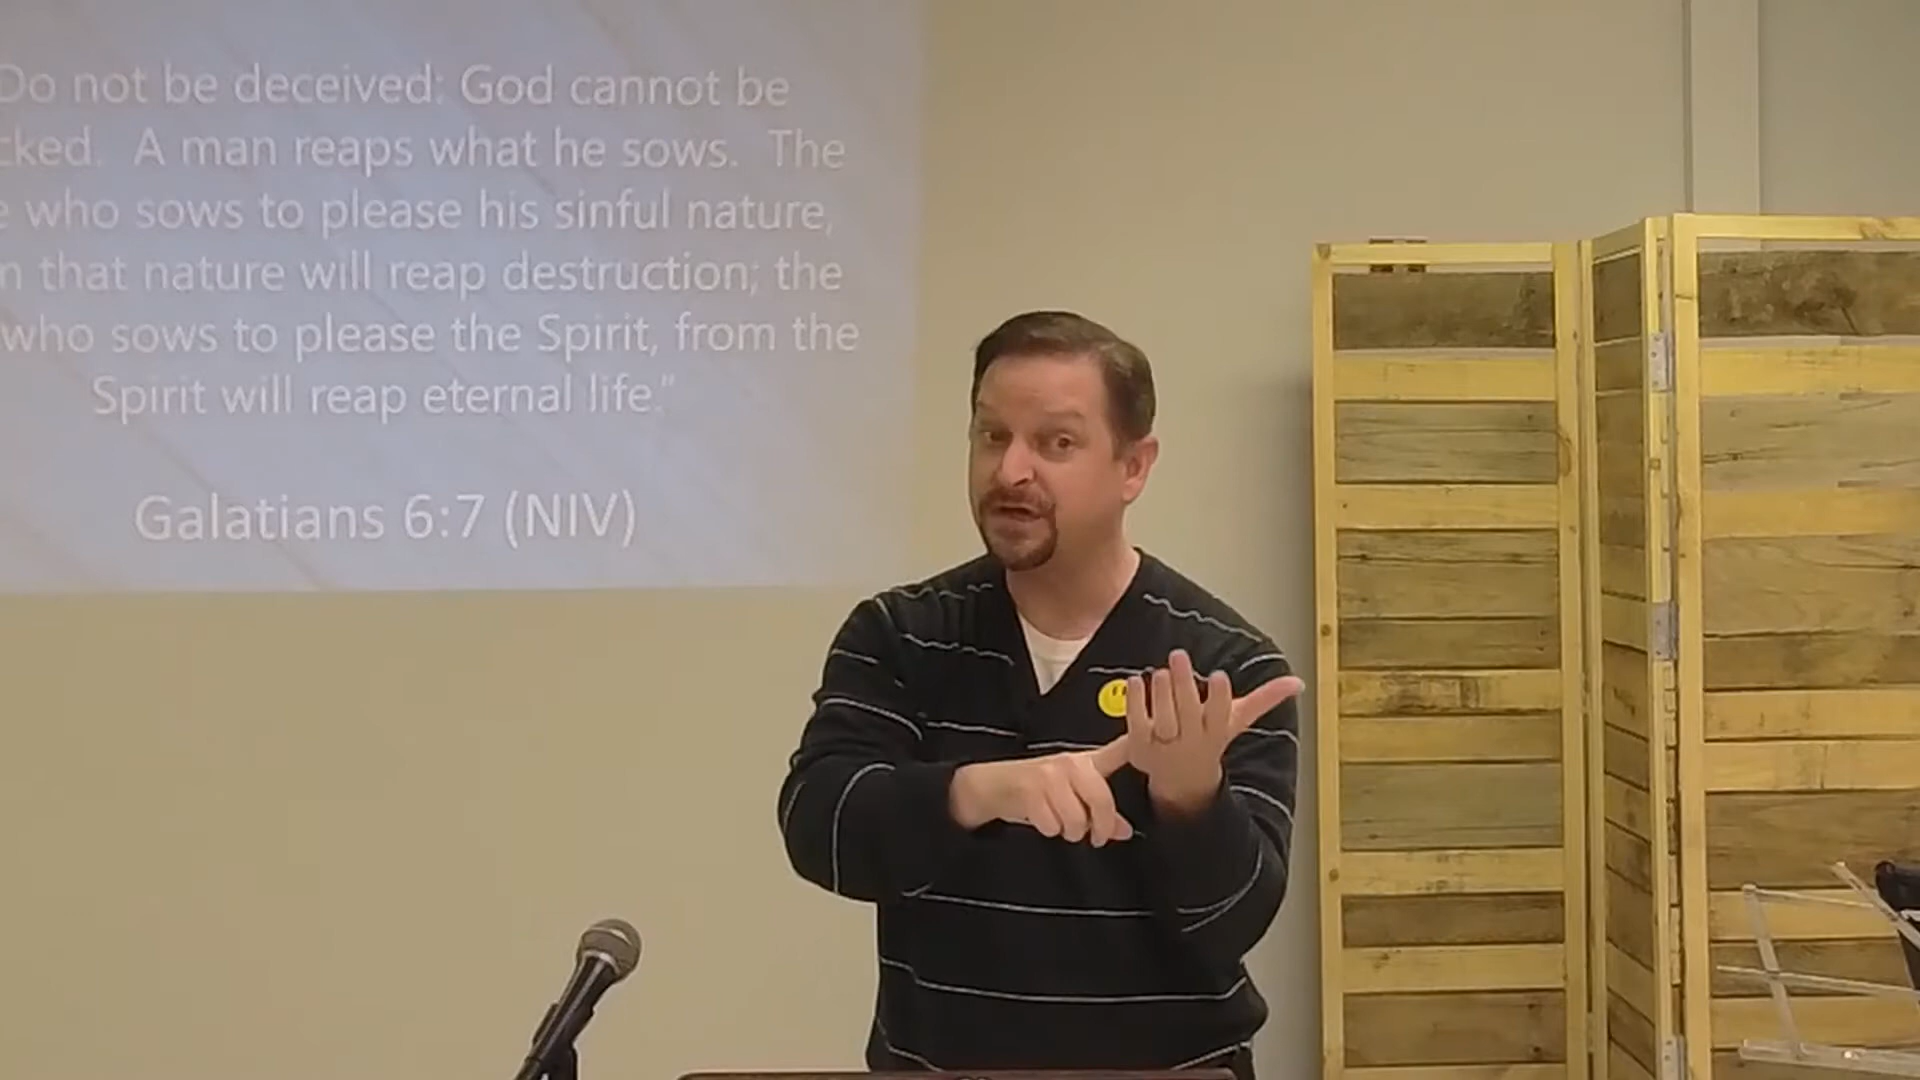 Do not be deceived: God cannot be
cked. A man reaps what he sows. The
e who sows to please his sinful nature,
m that nature will reap destruction; the
who sows to please the Spirit, from the
Spirit will reap eternal life."
Galatians 6:7 (NIV)